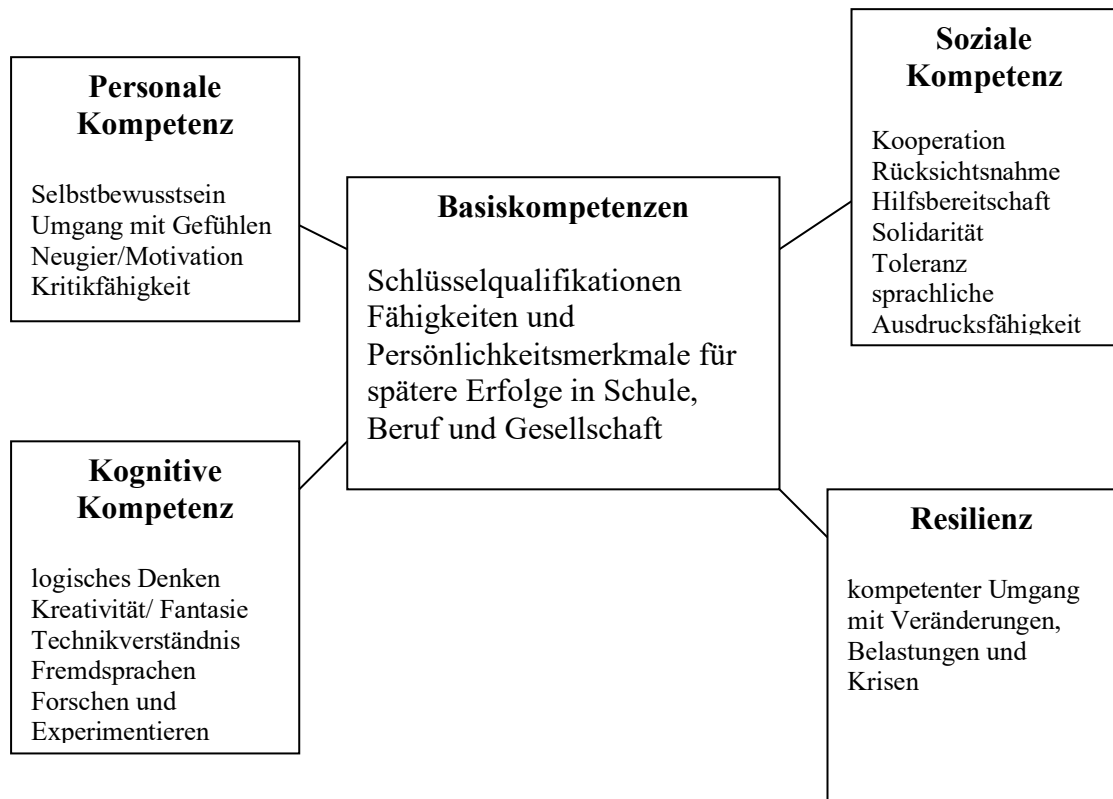 Personale
Kompetenz
Selbstbewusstsein
Umgang mit Gefühlen
Neugier/Motivation
Kritikfähigkeit
Soziale
Kompetenz
Kooperation
Rücksichtsnahme
Hilfsbereitschaft
Solidarität
Toleranz
sprachliche
Ausdrucksfähigkeit
Basiskompetenzen
Schlüsselqualifikationen
Fähigkeiten und
Persönlichkeitsmerkmale für
spätere Erfolge in Schule,
Beruf und Gesellschaft
Kognitive
Kompetenz
logisches Denken
Kreativität/ Fantasie
Technikverständnis
Fremdsprachen
Forschen und
Experimentieren
Resilienz
kompetenter Umgang
mit Veränderungen,
Belastungen und
Krisen